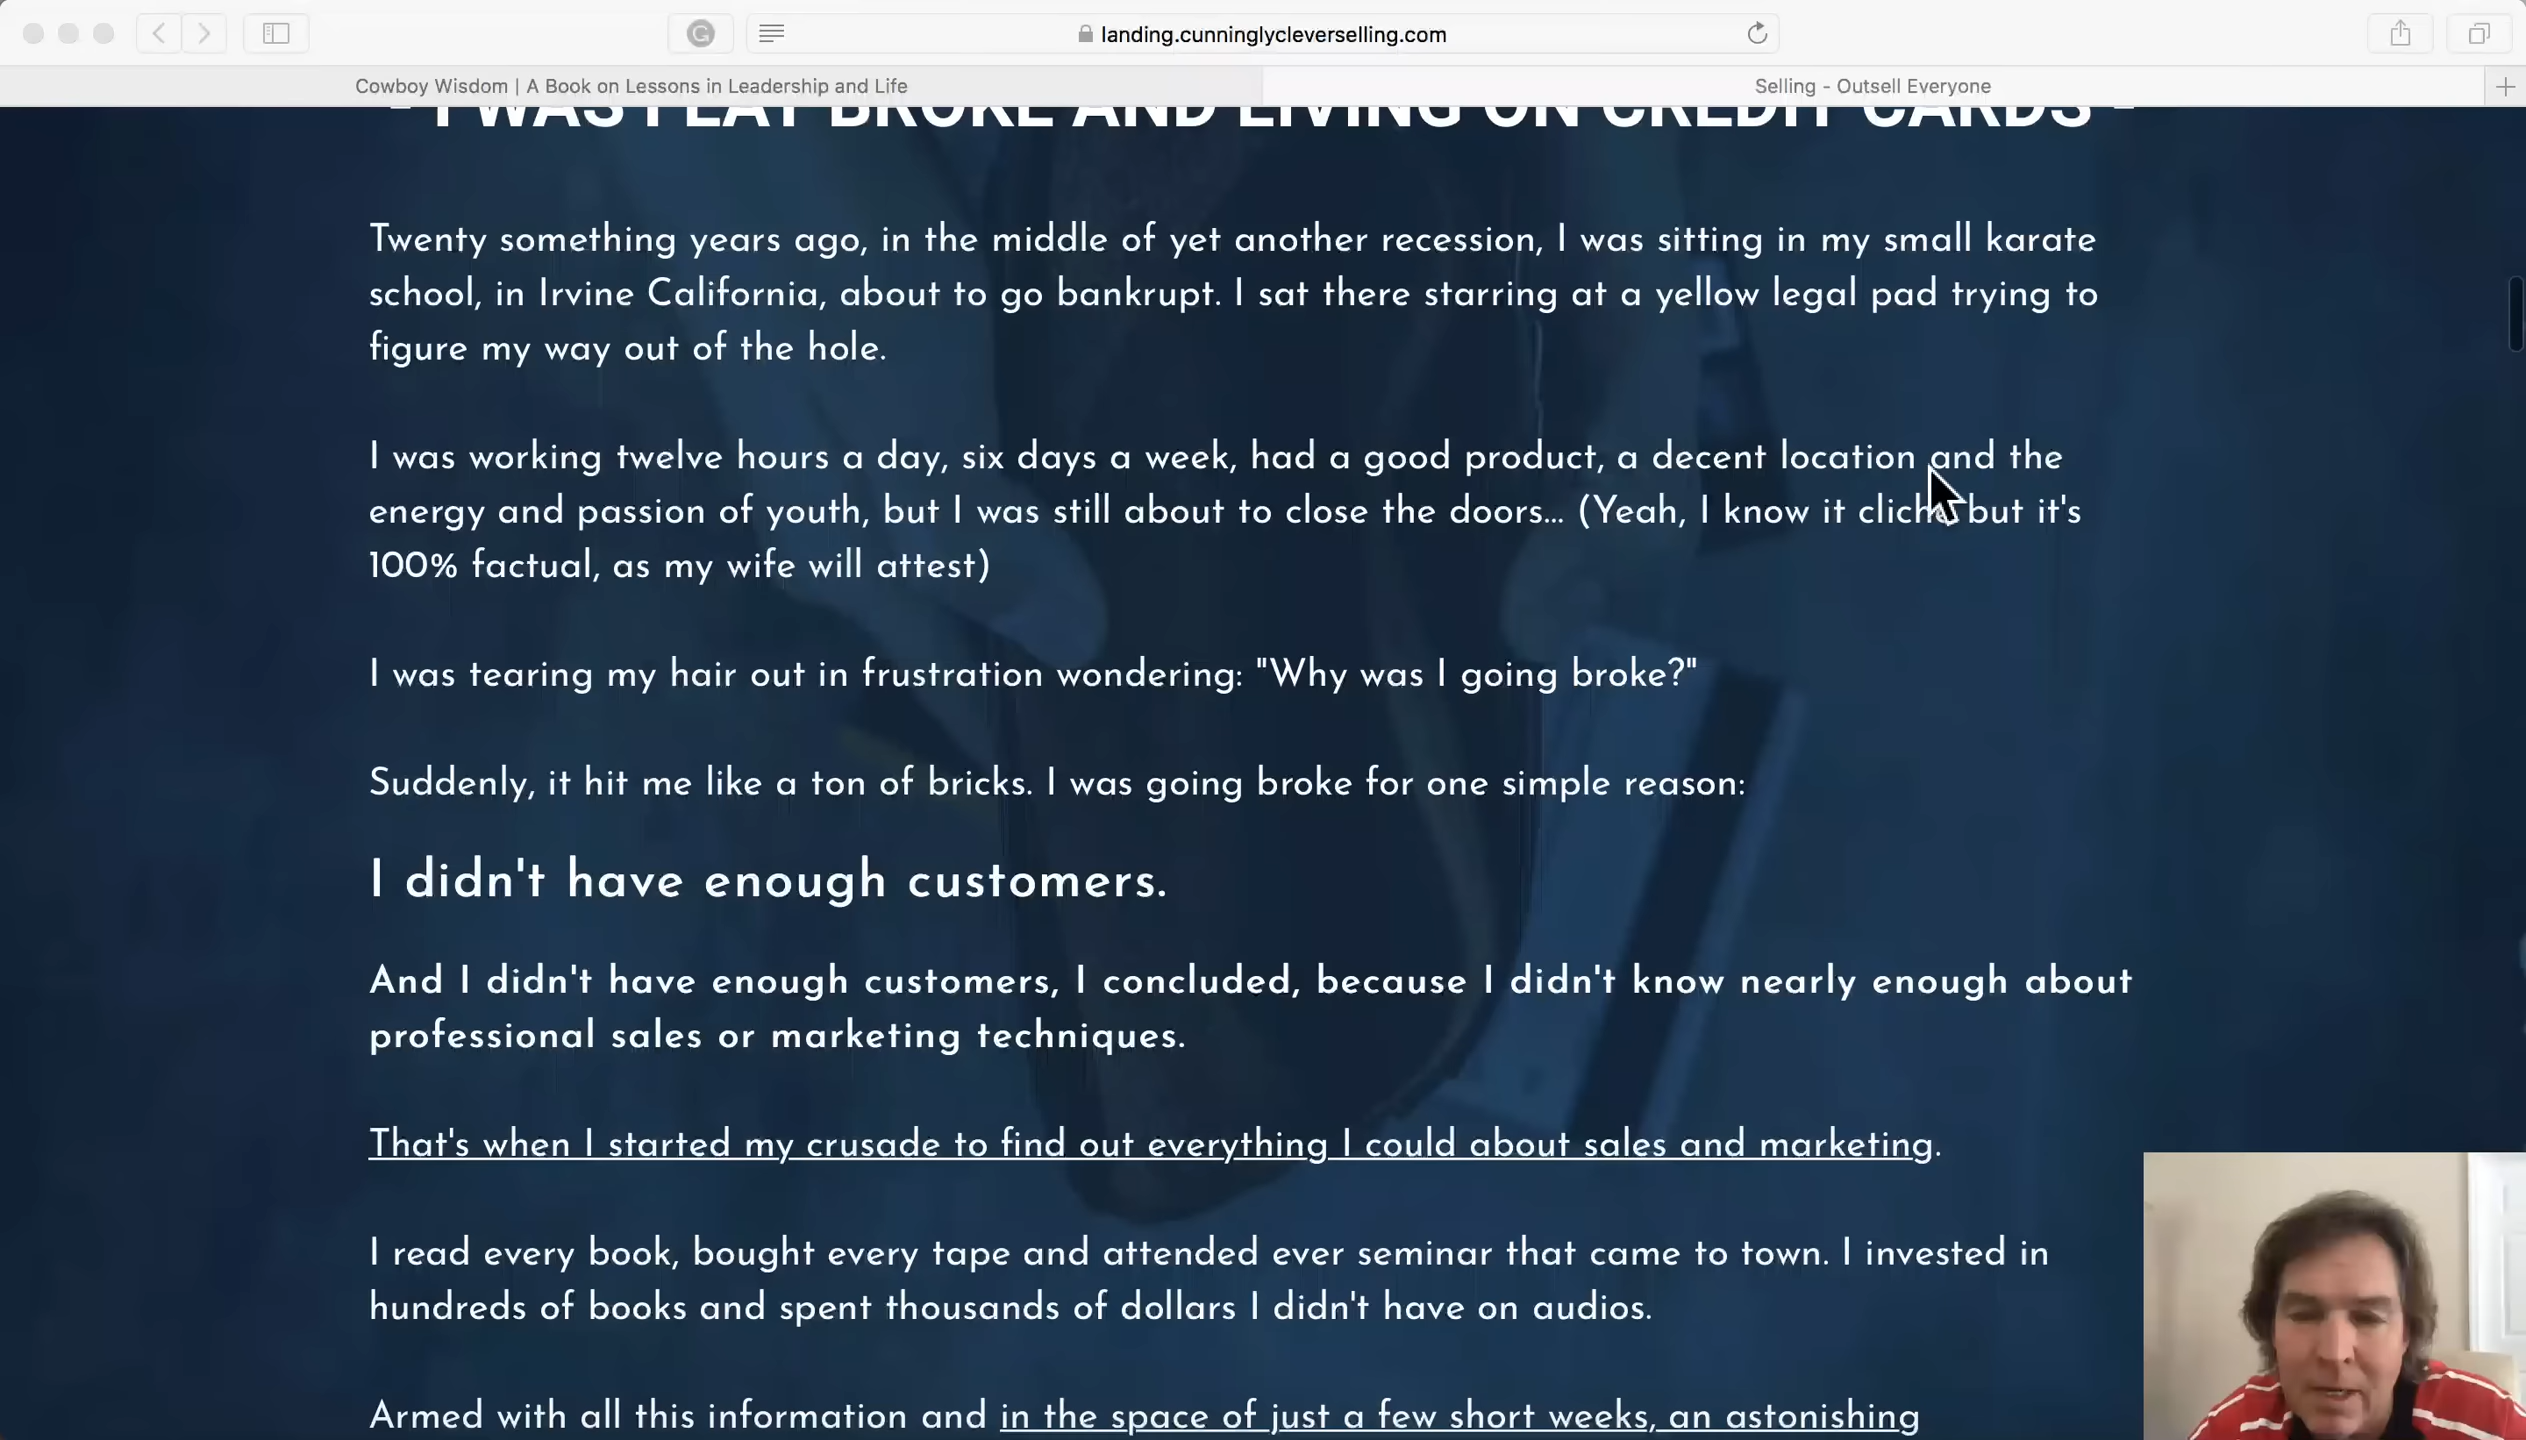 landing.cunninglycleverselling.com
Cowboy Wisdom | A Book on Lessons in Leadership and Life
Selling - Outsell Everyone
- I WAS FLAT BROKE AND LIVING ON CREDIT CARDS -
Twenty something years ago, in the middle of yet another recession, I was sitting in my small karate
school, in Irvine California, about to go bankrupt. I sat there starring at a yellow legal pad trying to
figure my way out of the hole.
I was working twelve hours a day, six days a week, had a good product, a decent location and the
energy and passion of youth, but I was still about to close the doors... (Yeah, I know it cliche but it's
100% factual, as my wife will attest)
I was tearing my hair out in frustration wondering: "Why was I going broke?"
Suddenly, it hit me like a ton of bricks. I was going broke for one simple reason:
I didn't have enough customers.
And I didn't have enough customers, I concluded, because I didn't know nearly enough about
professional sales or marketing techniques.
That's when I started my crusade to find out everything I could about sales and marketing.
I read every book, bought every tape and attended ever seminar that came to town. I invested in
hundreds of books and spent thousands of dollars I didn't have on audios.
Armed with all this information and in the space of just a few short weeks, an astonishing